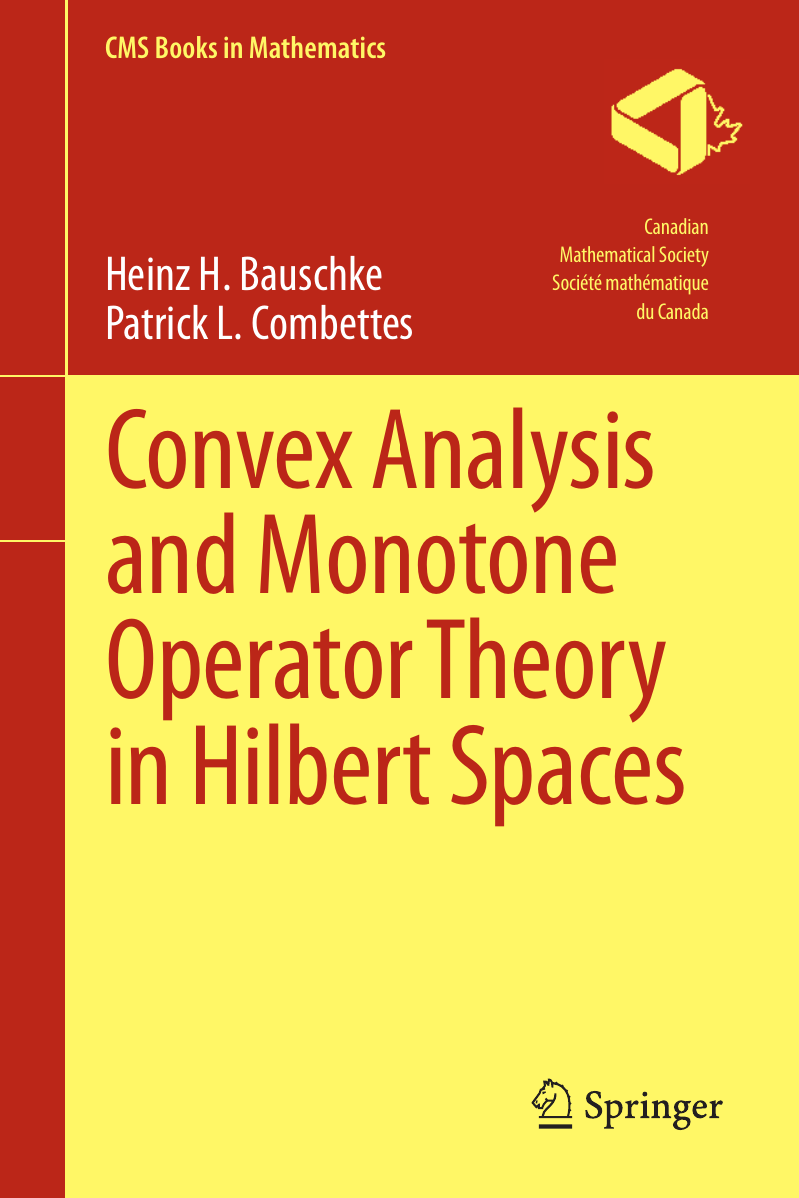 CMS Books in Mathematics
Canadian
Mathematical Society
Société mathématique
du Canada
Heinz H. Bauschke
Patrick L. Combettes
Convex Analysis
and Monotone
Operator Theory
in Hilbert Spaces
Springer